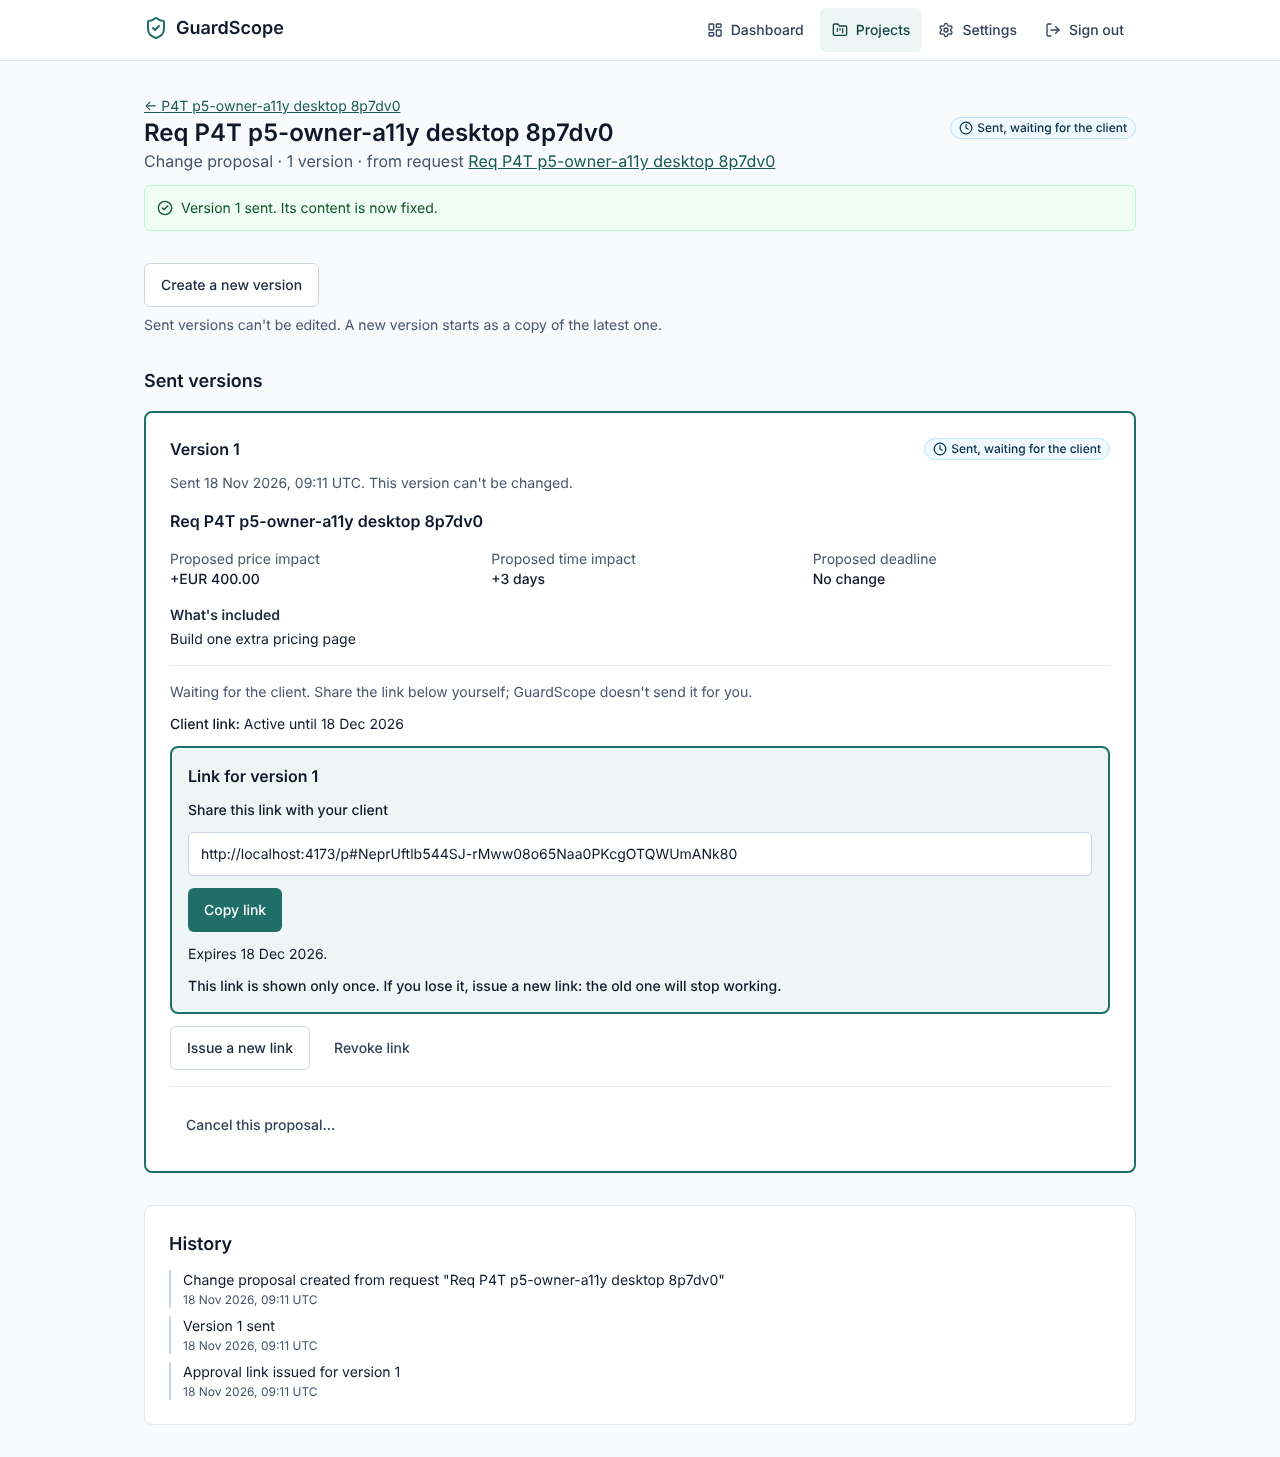 GuardScope
Dashboard
Projects
Settings
Sign out
← P4T p5-owner-a11y desktop 8p7dv0
Req P4T p5-owner-a11y desktop 8p7dv0
Sent, waiting for the client
Change proposal · 1 version · from request Req P4T p5-owner-a11y desktop 8p7dv0
Version 1 sent. Its content is now fixed.
Create a new version
Sent versions can't be edited. A new version starts as a copy of the latest one.
Sent versions
Version 1
Sent, waiting for the client
Sent 18 Nov 2026, 09:11 UTC. This version can't be changed.
Req P4T p5-owner-a11y desktop 8p7dv0
Proposed price impact
+EUR 400.00
Proposed time impact
+3 days
Proposed deadline
No change
What's included
Build one extra pricing page
Waiting for the client. Share the link below yourself; GuardScope doesn't send it for you.
Client link: Active until 18 Dec 2026
Link for version 1
Share this link with your client
http://localhost:4173/p#NeprUftlb544SJ-rMww08o65Naa0PKcgOTQWUmANk80
Copy link
Expires 18 Dec 2026.
This link is shown only once. If you lose it, issue a new link: the old one will stop working.
Issue a new link
Revoke link
Cancel this proposal...
History
Change proposal created from request "Req P4T p5-owner-a11y desktop 8p7dv0"
18 Nov 2026, 09:11 UTC
Version 1 sent
18 Nov 2026, 09:11 UTC
Approval link issued for version 1
18 Nov 2026, 09:11 UTC